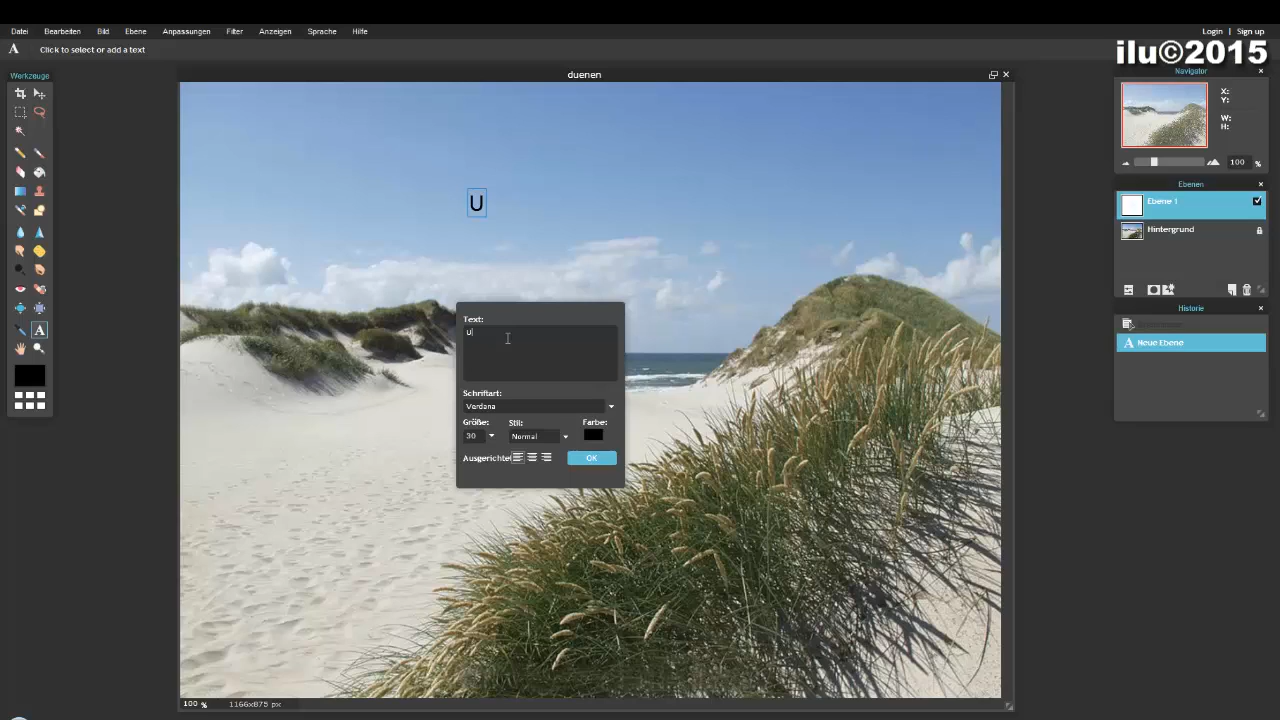 Datei Bearbeiten Bild Ebene Anpassungen Filter Anzeigen Sprache Hilfe
Login | Sign up
A Click to select or add a text
ilu©2015
Werkzeuge
duenen
Navigator
X:
Y:
W:
H:
100 %
U
Ebenen
Ebene 1
Hintergrund
Historie
A Neue Ebene
Text:
U
Schriftart:
Verdana
Größe: Stil: Farbe:
30 Normal
Ausgerichte
OK
A
100 % 1166x875 px